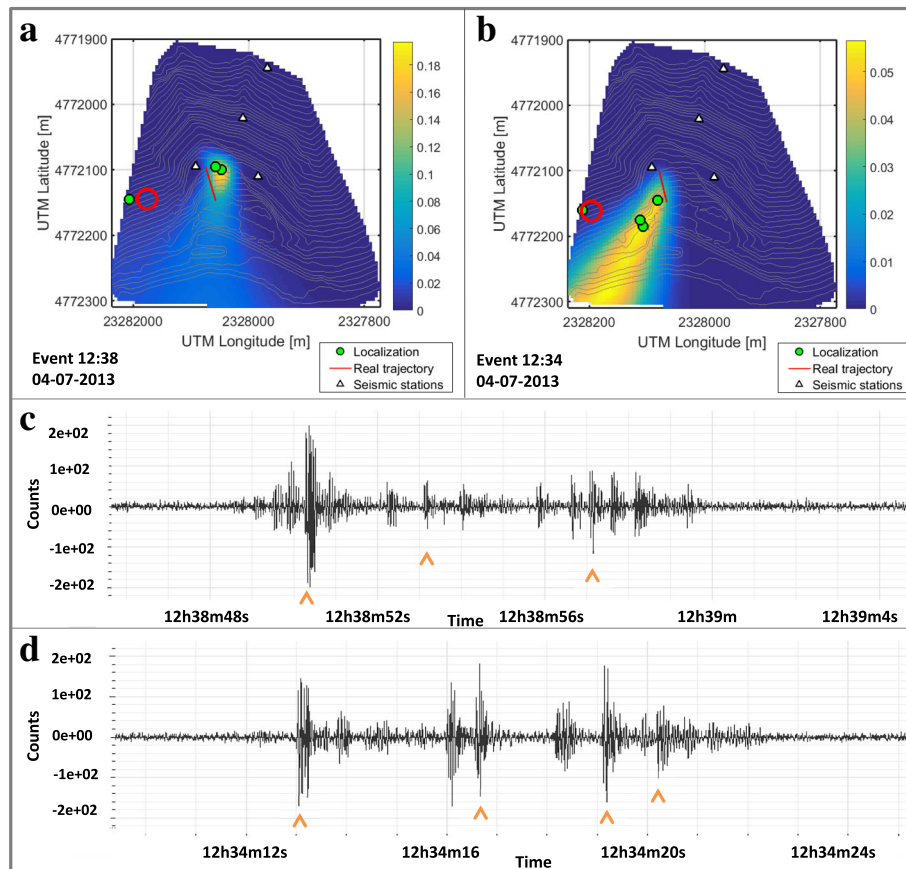 a
4771900
4772000
4772100
4772200
4772300
UTM Latitude [m]
23282000
2328000
2327800
UTM Longitude [m]
0.18
0.16
0.14
0.12
0.10
0.08
0.06
0.04
0.02
0
Event 12:38
04-07-2013
Localization
Real trajectory
Seismic stations
b
4771900
4772000
4772100
4772200
4772300
UTM Latitude [m]
23288200
2328000
2327800
UTM Longitude [m]
0.05
0.04
0.03
0.02
0.01
0
Event 12:34
04-07-2013
Localization
Real trajectory
Seismic stations
c
Counts
2e+02
1e+02
0e+00
-1e+02
-2e+02
12h38m48s
12h38m52s
12h38m56s
12h39m
12h39m4s
Time
d
Counts
2e+02
1e+02
0e+00
-1e+02
-2e+02
12h34m12s
12h34m16
12h34m20s
12h34m24s
Time